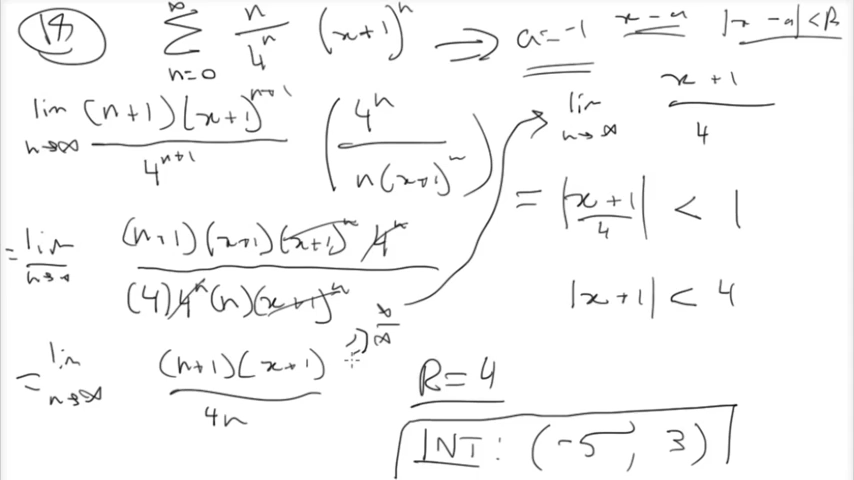 18 ∞ Σ n=0 n/4^n (x+1)^n ⇒ a=-1 x-a |x-a|<R
lim n→∞ (n+1)(x+1)^(n+1) / 4^(n+1) (4^n / n(x+1)^n)
= lim n→∞ (n+1)(x+1)(x+1)^n 4^n / (4)4^n(n)(x+1)^n
= lim n→∞ (n+1)(x+1) / 4n ⇒ ∞/∞
lim n→∞ x+1 / 4
= |x+1 / 4| < 1
|x+1| < 4
R=4
INT: (-5, 3)